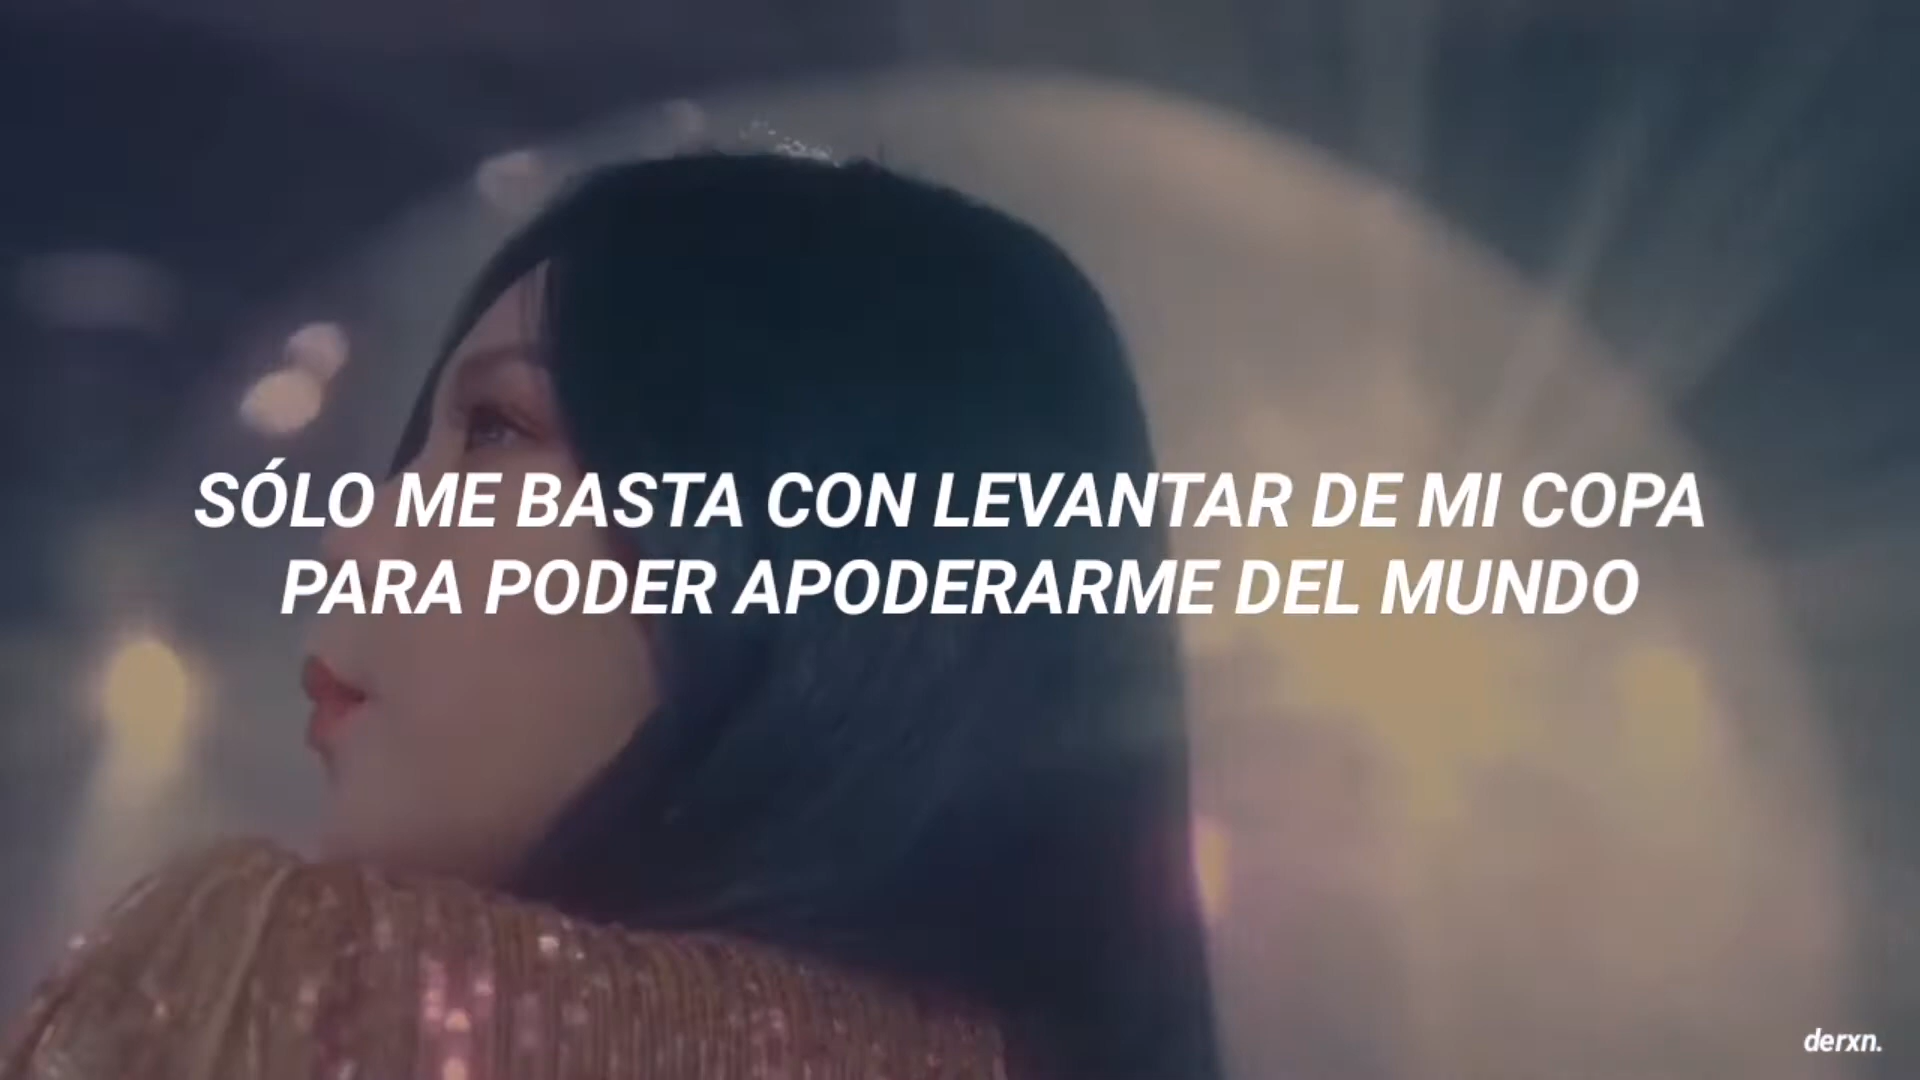 SÓLO ME BASTA CON LEVANTAR DE MI COPA
PARA PODER APODERARME DEL MUNDO
derxn.